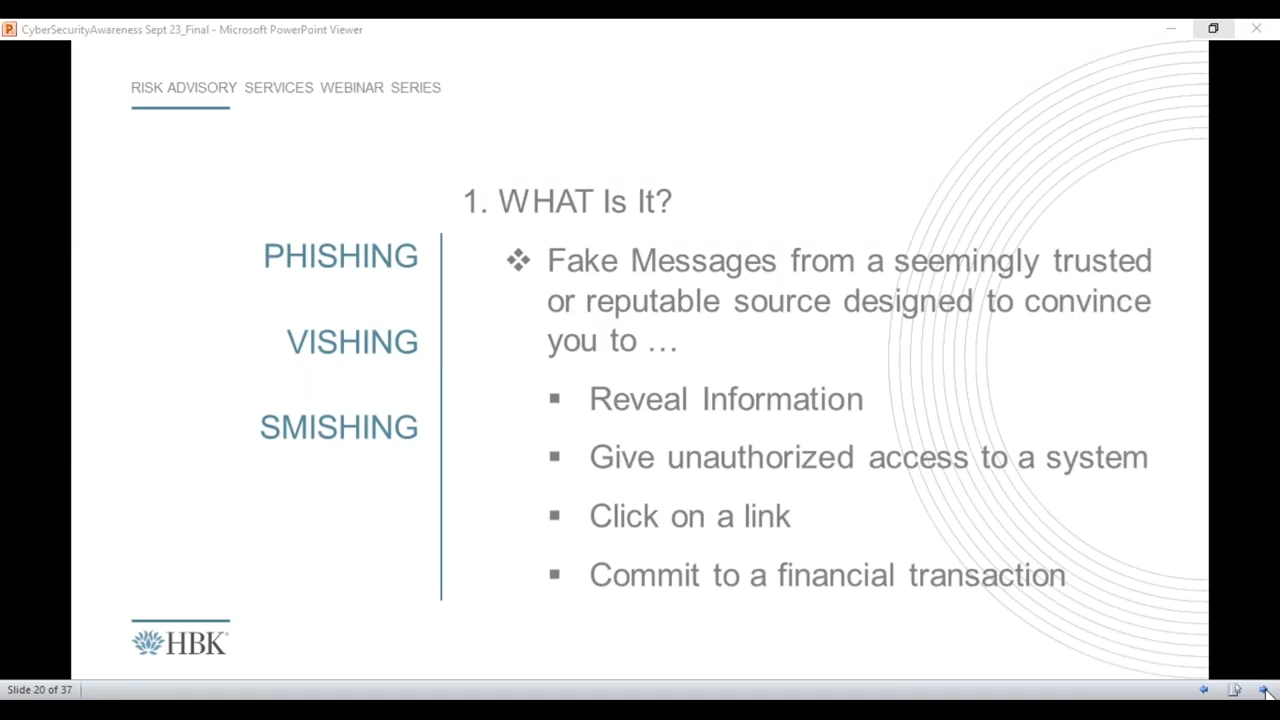 CyberSecurityAwareness Sept 23_Final - Microsoft PowerPoint Viewer
RISK ADVISORY SERVICES WEBINAR SERIES
PHISHING
VISHING
SMISHING
1. WHAT Is It?
❖ Fake Messages from a seemingly trusted
or reputable source designed to convince
you to …
▪ Reveal Information
▪ Give unauthorized access to a system
▪ Click on a link
▪ Commit to a financial transaction
HBK
Slide 20 of 37